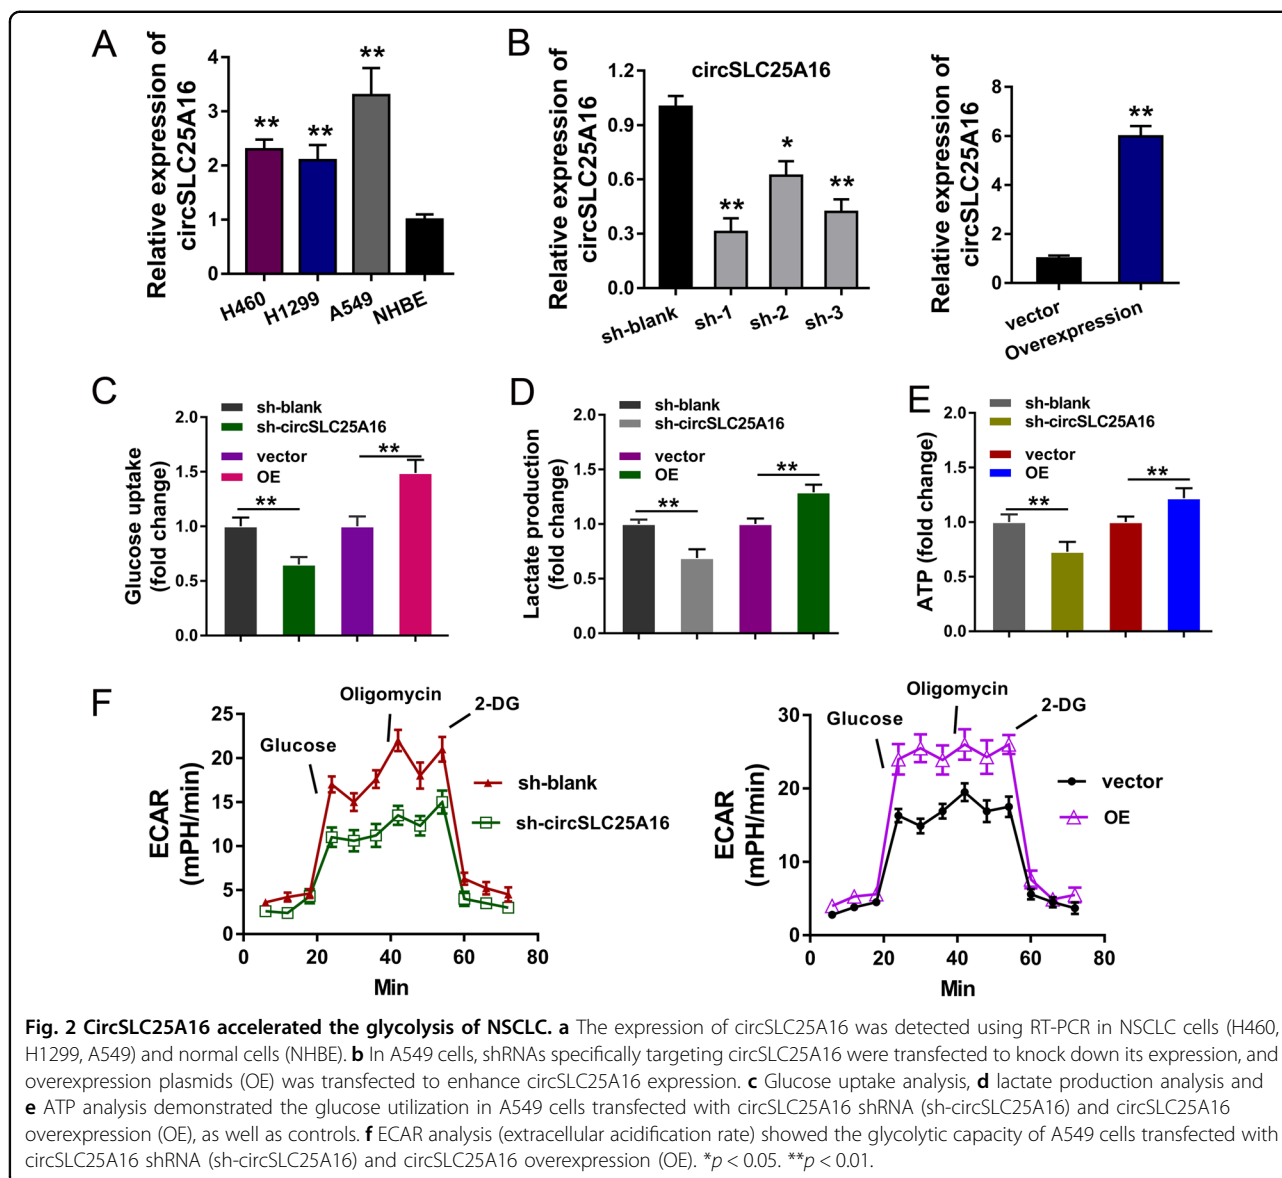 A
Relative expression of
circSLC25A16
4
3
2
1
0
**
**
**
H460
H1299
A549
NHBE
B
circSLC25A16
Relative expression of
circSLC25A16
1.2
0.9
0.6
0.3
0.0
**
*
**
sh-blank
sh-1
sh-2
sh-3
Relative expression of
circSLC25A16
8
6
4
2
0
**
vector
Overexpression
C
sh-blank
sh-circSLC25A16
vector
OE
Glucose uptake
(fold change)
2.0
1.5
1.0
0.5
0.0
**
**
D
sh-blank
sh-circSLC25A16
vector
OE
Lactate production
(fold change)
2.0
1.5
1.0
0.5
0.0
**
**
E
sh-blank
sh-circSLC25A16
vector
OE
ATP (fold change)
2.0
1.5
1.0
0.5
0.0
**
**
F
ECAR
(mPH/min)
25
20
15
10
5
0
Glucose
Oligomycin
2-DG
sh-blank
sh-circSLC25A16
0 20 40 60 80
Min
ECAR
(mPH/min)
30
20
10
0
Glucose
Oligomycin
2-DG
vector
OE
0 20 40 60 80
Min
Fig. 2 CircSLC25A16 accelerated the glycolysis of NSCLC. a The expression of circSLC25A16 was detected using RT-PCR in NSCLC cells (H460,
H1299, A549) and normal cells (NHBE). b In A549 cells, shRNAs specifically targeting circSLC25A16 were transfected to knock down its expression, and
overexpression plasmids (OE) was transfected to enhance circSLC25A16 expression. c Glucose uptake analysis, d lactate production analysis and
e ATP analysis demonstrated the glucose utilization in A549 cells transfected with circSLC25A16 shRNA (sh-circSLC25A16) and circSLC25A16
overexpression (OE), as well as controls. f ECAR analysis (extracellular acidification rate) showed the glycolytic capacity of A549 cells transfected with
circSLC25A16 shRNA (sh-circSLC25A16) and circSLC25A16 overexpression (OE). *p < 0.05. **p < 0.01.